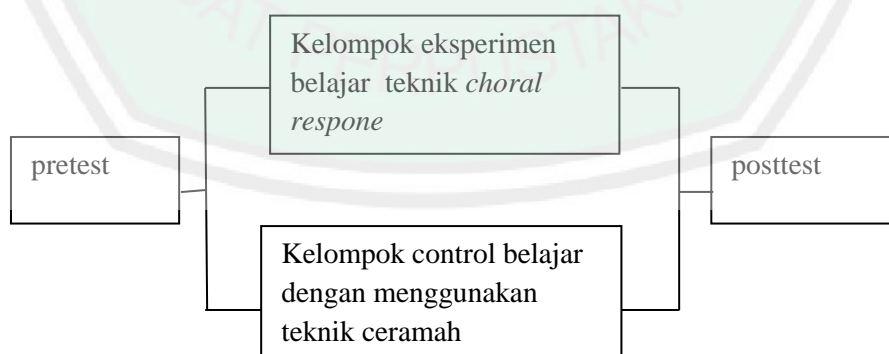 Kelompok eksperimen
belajar teknik choral
respone
pretest
posttest
Kelompok control belajar
dengan menggunakan
teknik ceramah